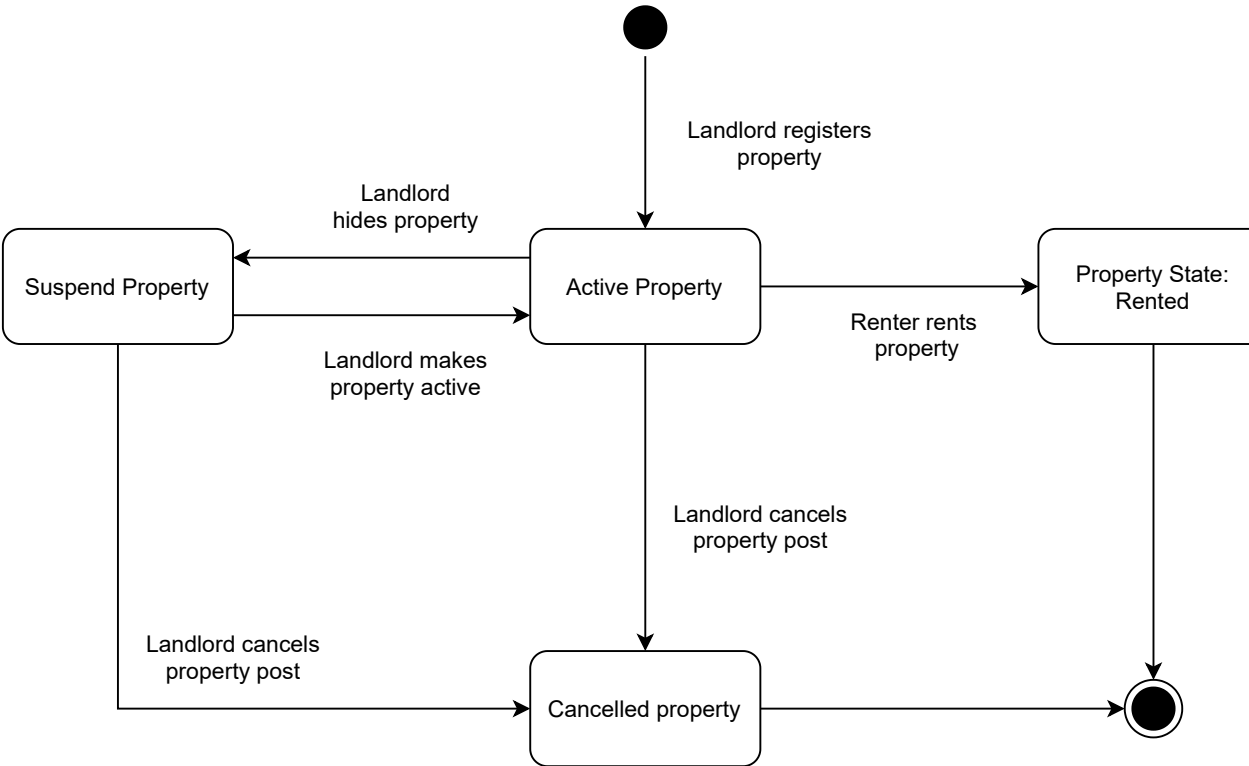 Landlord registers
property
Landlord
hides property
Suspend Property
Active Property
Property State:
Rented
Landlord makes
property active
Renter rents
property
Landlord cancels
property post
Landlord cancels
property post
Cancelled property